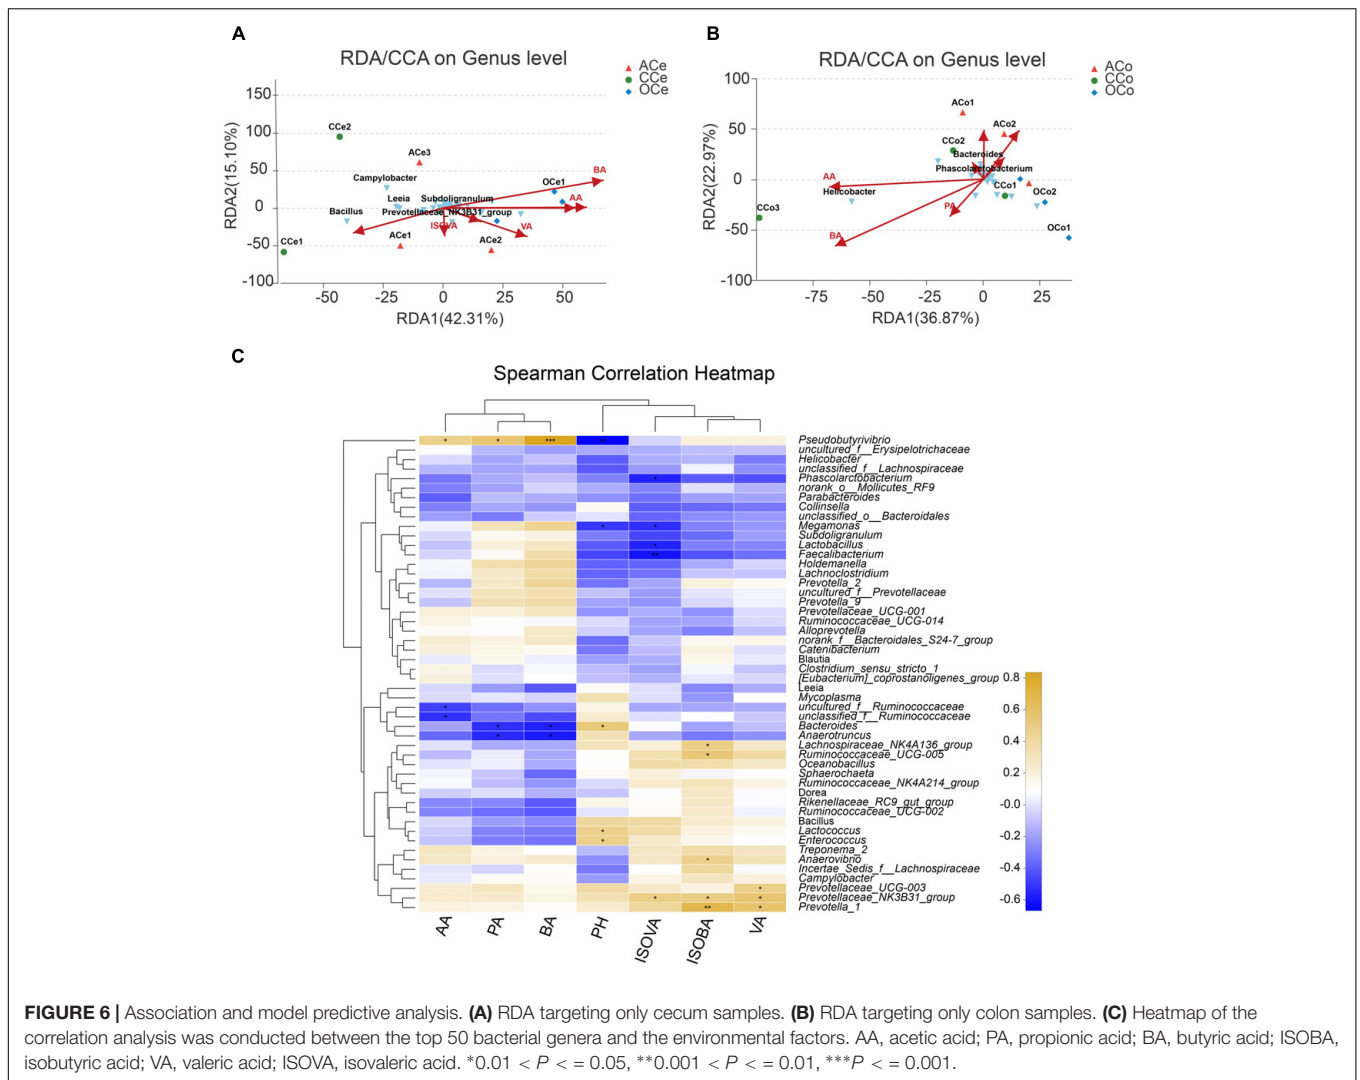 A
RDA/CCA on Genus level
ACe
CCe
OCe
150
100
50
0
-50
-100
RDA2(15.10%)
CCe2
ACe3
Campylobacter
BA
OCe1
AA
Leeia
Subdoligranulum
Bacillus
Prevotellaceae_NK3B31_group
ISOVA
VA
ACe1
ACe2
CCe1
-50
-25
0
25
50
RDA1(42.31%)
B
RDA/CCA on Genus level
ACo
CCo
OCo
100
50
0
-50
-100
RDA2(22.97%)
ACo1
ACo2
CCo2
Bacteroides
Phascolarctobacterium
AA
Helicobacter
CCo1
OCo2
PA
CCo3
BA
OCo1
-75
-50
-25
0
25
RDA1(36.87%)
C
Spearman Correlation Heatmap
* * *** **
Pseudobutyrivibrio
uncultured_f__Erysipelotrichaceae
Helicobacter
unclassified_f__Lachnospiraceae
* Phascolarctobacterium
norank_o__Mollicutes_RF9
Parabacteroides
Collinsella
unclassified_o__Bacteroidales
* * Megamonas
Subdoligranulum
* Lactobacillus
** Faecalibacterium
Holdemanella
Lachnoclostridium
Prevotella_2
uncultured_f__Prevotellaceae
Prevotella_9
Prevotellaceae_UCG-001
Ruminococcaceae_UCG-014
Alloprevotella
norank_f__Bacteroidales_S24-7_group
Catenibacterium
Blautia
Clostridium_sensu_stricto_1
[Eubacterium]_coprostanoligenes_group
Leeia
Mycoplasma
* uncultured_f__Ruminococcaceae
* unclassified_f__Ruminococcaceae
* * * Bacteroides
* * Anaerotruncus
* Lachnospiraceae_NK4A136_group
* Ruminococcaceae_UCG-005
Oceanobacillus
Sphaerochaeta
Ruminococcaceae_NK4A214_group
Dorea
Rikenellaceae_RC9_gut_group
Ruminococcaceae_UCG-002
Bacillus
* Lactococcus
* Enterococcus
Treponema_2
* Anaerovibrio
Incertae_Sedis_f__Lachnospiraceae
Campylobacter
* Prevotellaceae_UCG-003
* * * Prevotellaceae_NK3B31_group
** * Prevotella_1
AA
PA
BA
PH
ISOVA
ISOBA
VA
0.8
0.6
0.4
0.2
-0.0
-0.2
-0.4
-0.6
FIGURE 6 | Association and model predictive analysis. (A) RDA targeting only cecum samples. (B) RDA targeting only colon samples. (C) Heatmap of the
correlation analysis was conducted between the top 50 bacterial genera and the environmental factors. AA, acetic acid; PA, propionic acid; BA, butyric acid; ISOBA,
isobutyric acid; VA, valeric acid; ISOVA, isovaleric acid. *0.01 < P < = 0.05, **0.001 < P < = 0.01, ***P < = 0.001.